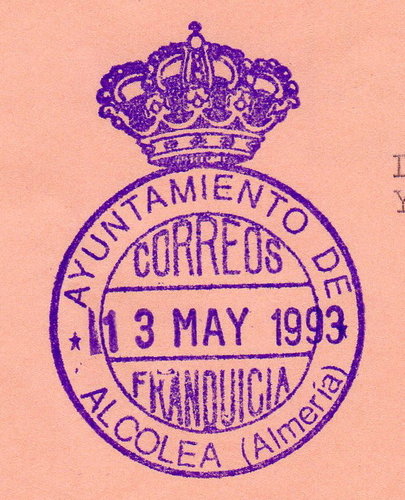 AYUNTAMIENTO DE
CORREOS
13 MAY 1993
FRANQUICIA
ALCOLEA (Almería)